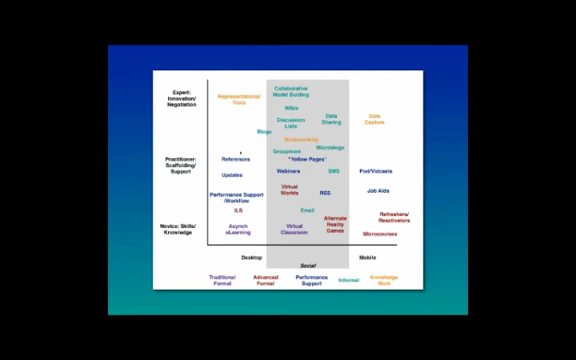 Expert:
Innovation/
Negotiation
Representational
Tools
Collaborative
Model Building
Wikis
Discussion
Lists
Data
Sharing
Data
Capture
Blogs
Groupware
Microblogs
Practitioner:
Scaffolding/
Support
References
"Yellow Pages"
Updates
Webinars
SMS
Pod/Vidcasts
Performance Support
/Workflow
Virtual
Worlds
RSS
Job Aids
ILS
Email
Alternate
Reality
Games
Refreshers/
Reactivators
Novice: Skills/
Knowledge
Asynch
eLearning
Virtual
Classroom
Microcourses
Desktop
Social
Mobile
Traditional
Formal
Advanced
Formal
Performance
Support
Informal
Knowledge
Work